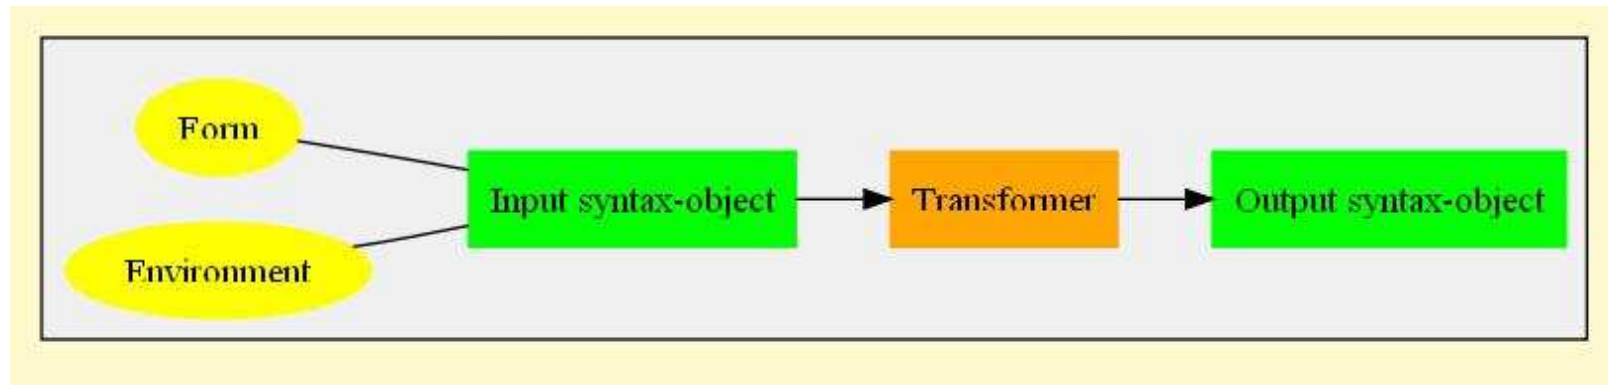 Form
Environment
Input syntax-object
Transformer
Output syntax-object